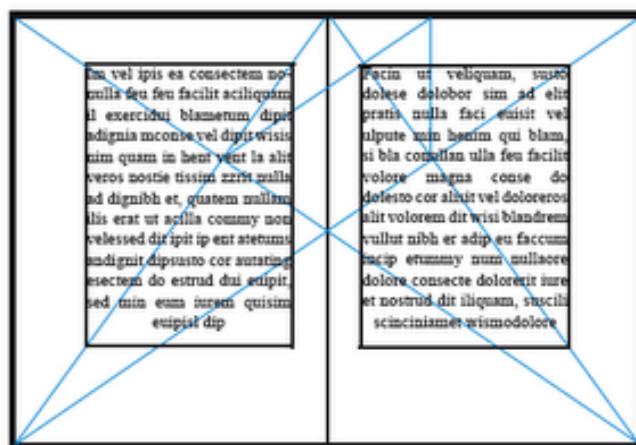 Im vel ipis ea consectem no-
nulla feu feu facilit aciliquam
il exercidui blametum dipit
adignia mconse vel dipit wisis
nim quam in hent vent la alit
veros nostie tissim zzrit nulla
ad dignibh et, quatem nullam
ilis erat ut acilla commy non
velessed dit ipit ip ent atetums
andignit dipsusto cor autating
esectem do estrud dui euipit,
sed min eum iurem quisim
euipisl dip
Facin ut veliquam, susto
dolese dolobor sim ad elit
pratis nulla faci euisit vel
ulpute min henim qui blam,
si bla conullan ulla feu facilit
volore magna conse do
dolesto cor alisit vel doloreros
alit volorem dit wisi blandrem
vullut nibh er adip eu faccum
incip etummy num nullaore
dolore consecte dolorerit iure
et nostrud dit iliquam, suscili
scinciniamet wismodolore